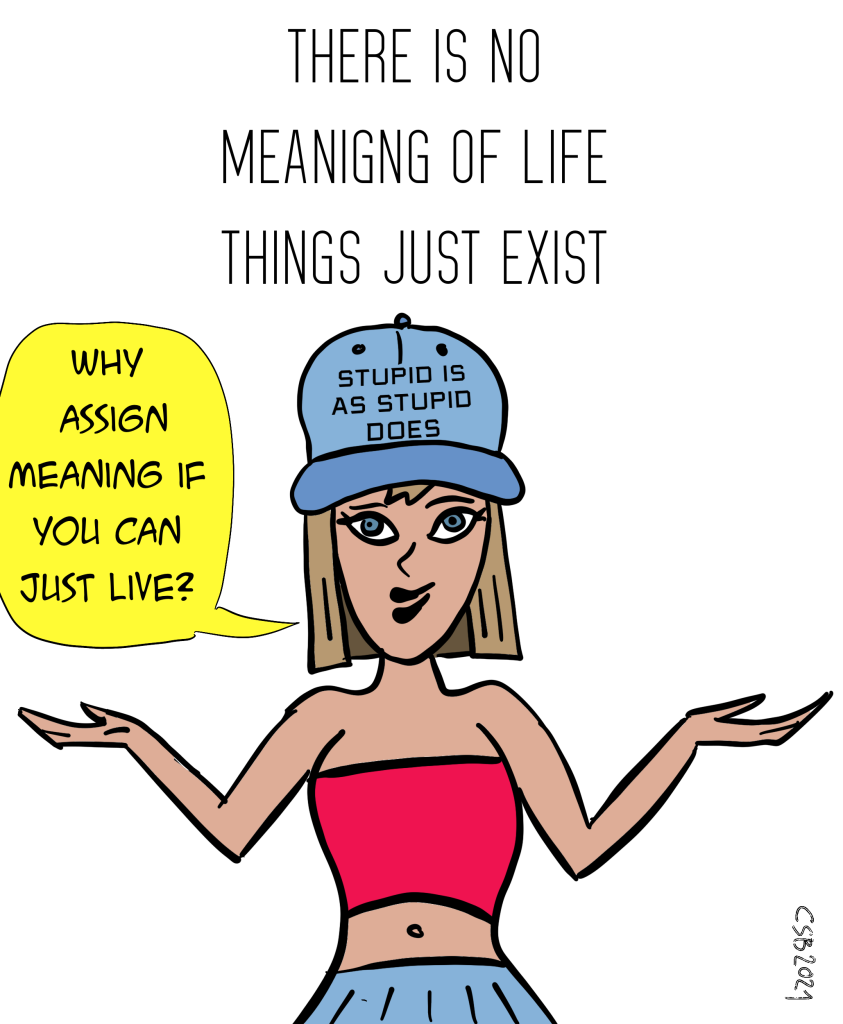 THERE IS NO
MEANIGNG OF LIFE
THINGS JUST EXIST
WHY
ASSIGN
MEANING IF
YOU CAN
JUST LIVE?
STUPID IS
AS STUPID
DOES
CSB2021